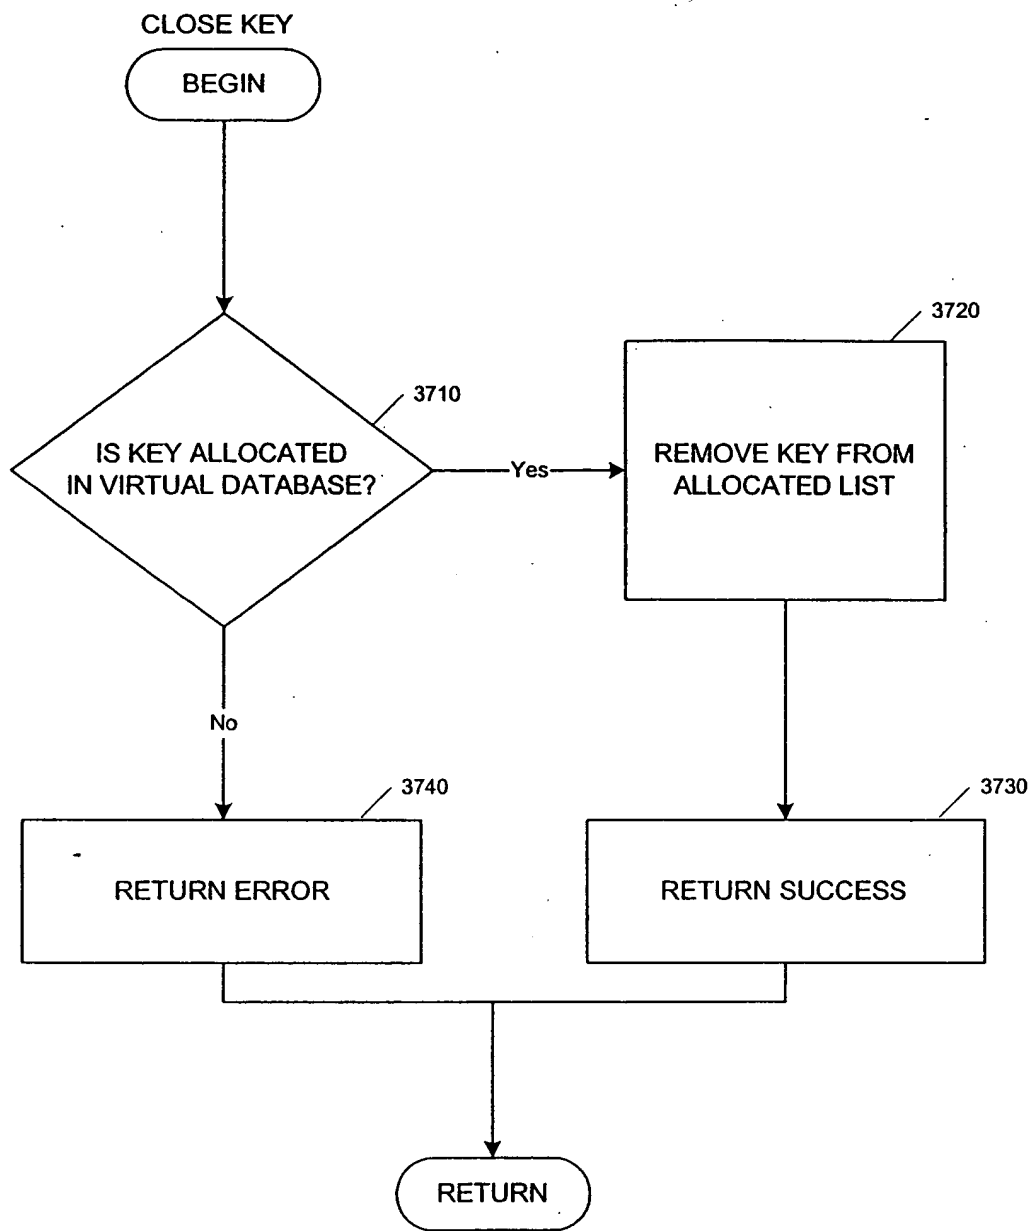 CLOSE KEY
BEGIN
3710
IS KEY ALLOCATED
IN VIRTUAL DATABASE?
Yes
3720
REMOVE KEY FROM
ALLOCATED LIST
No
3740
RETURN ERROR
3730
RETURN SUCCESS
RETURN